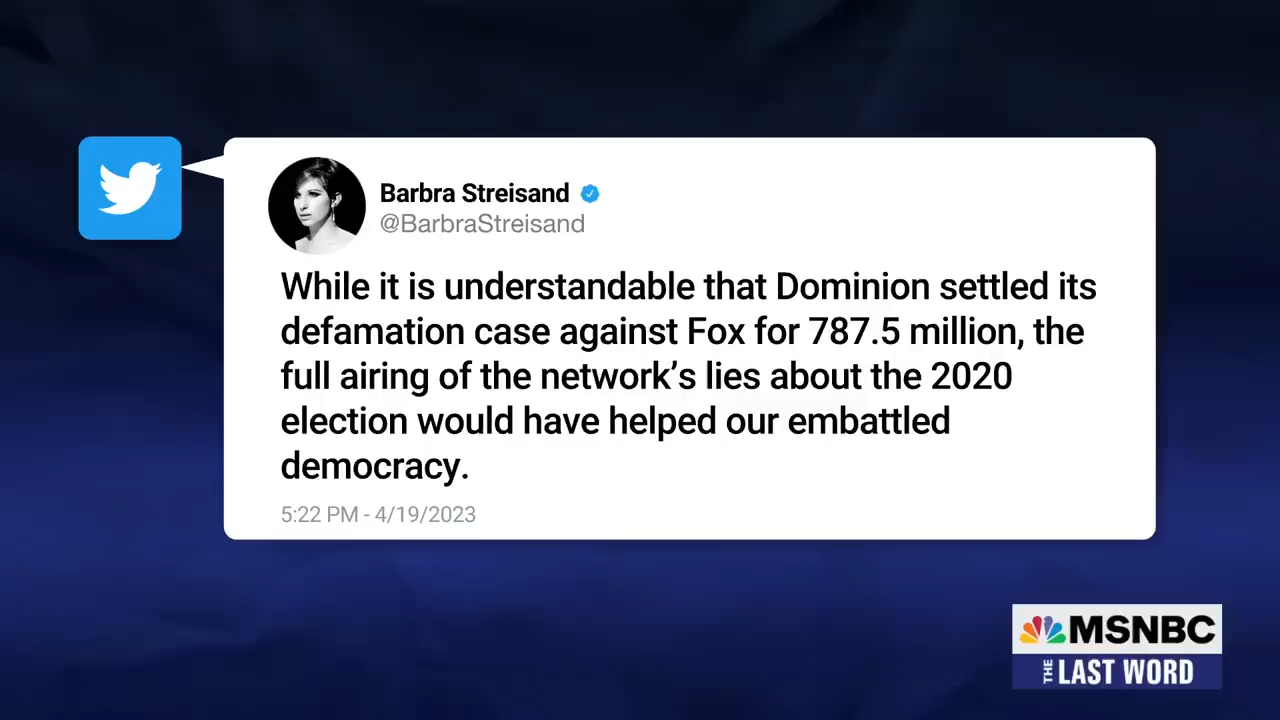 Barbra Streisand
@BarbraStreisand
While it is understandable that Dominion settled its
defamation case against Fox for 787.5 million, the
full airing of the network’s lies about the 2020
election would have helped our embattled
democracy.
5:22 PM - 4/19/2023
MSNBC
THE LAST WORD